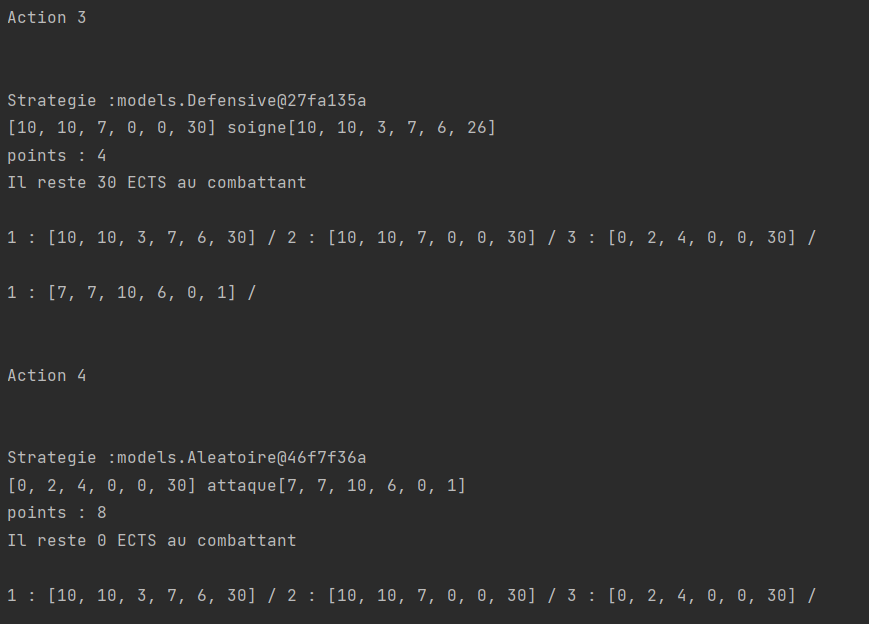 Action 3
Strategie :models.Defensive@27fa135a
[10, 10, 7, 0, 0, 30] soigne[10, 10, 3, 7, 6, 26]
points : 4
Il reste 30 ECTS au combattant
1 : [10, 10, 3, 7, 6, 30] / 2 : [10, 10, 7, 0, 0, 30] / 3 : [0, 2, 4, 0, 0, 30] /
1 : [7, 7, 10, 6, 0, 1] /
Action 4
Strategie :models.Aleatoire@46f7f36a
[0, 2, 4, 0, 0, 30] attaque[7, 7, 10, 6, 0, 1]
points : 8
Il reste 0 ECTS au combattant
1 : [10, 10, 3, 7, 6, 30] / 2 : [10, 10, 7, 0, 0, 30] / 3 : [0, 2, 4, 0, 0, 30] /